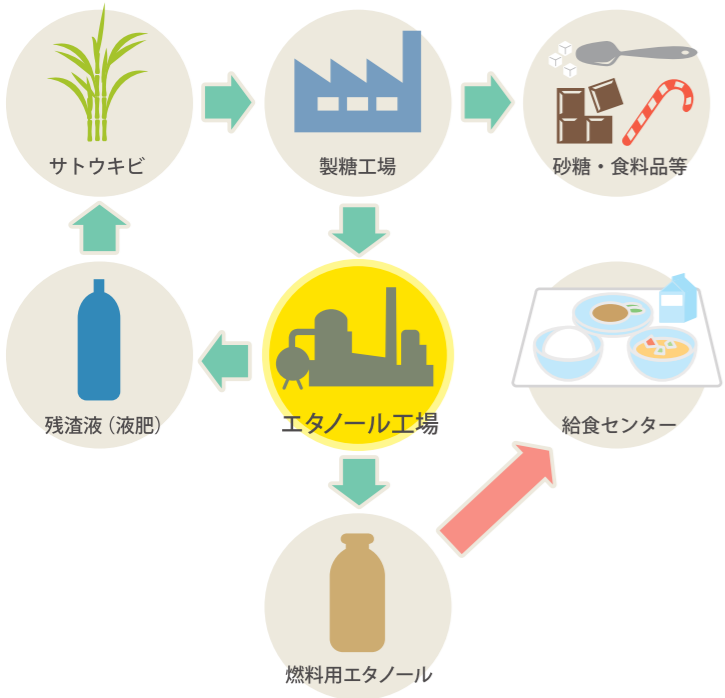 サトウキビ
製糖工場
砂糖・食料品等
残渣液（液肥）
エタノール工場
給食センター
燃料用エタノール